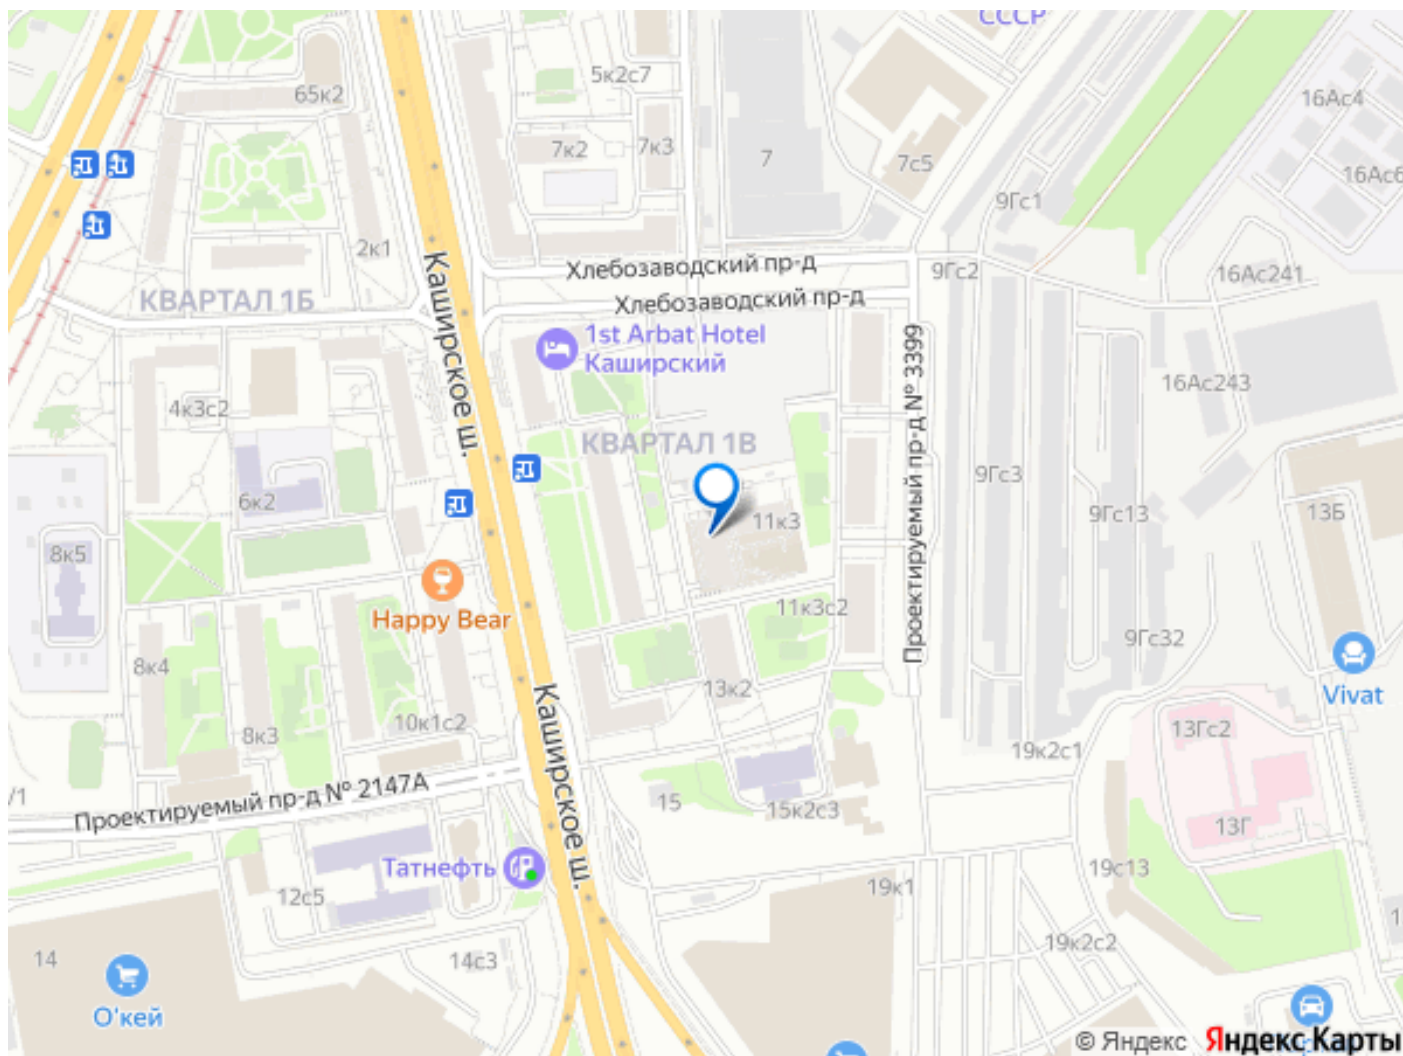 СССР
5к2с7
65к2
16Ас4
7к2
7к3
7
7с5
16Ас6
9Гс1
2к1
Хлебозаводский пр-д
9Гс2
16Ас241
КВАРТАЛ 1Б
Хлебозаводский пр-д
Каширское ш.
1st Arbat Hotel
Каширский
Проектируемый пр-д № 3399
16Ас243
4к3с2
КВАРТАЛ 1В
9Гс3
6к2
11к3
9Гс13
13Б
8к5
Happy Bear
11к3с2
9Гс32
8к4
13к2
Vivat
10к1с2
8к3
13Гс2
Каширское ш.
19к2с1
Проектируемый пр-д № 2147А
15
15к2с3
13Г
Татнефть
19с13
12с5
19к1
14
14с3
19к2с2
О'кей
© Яндекс Яндекс Карты